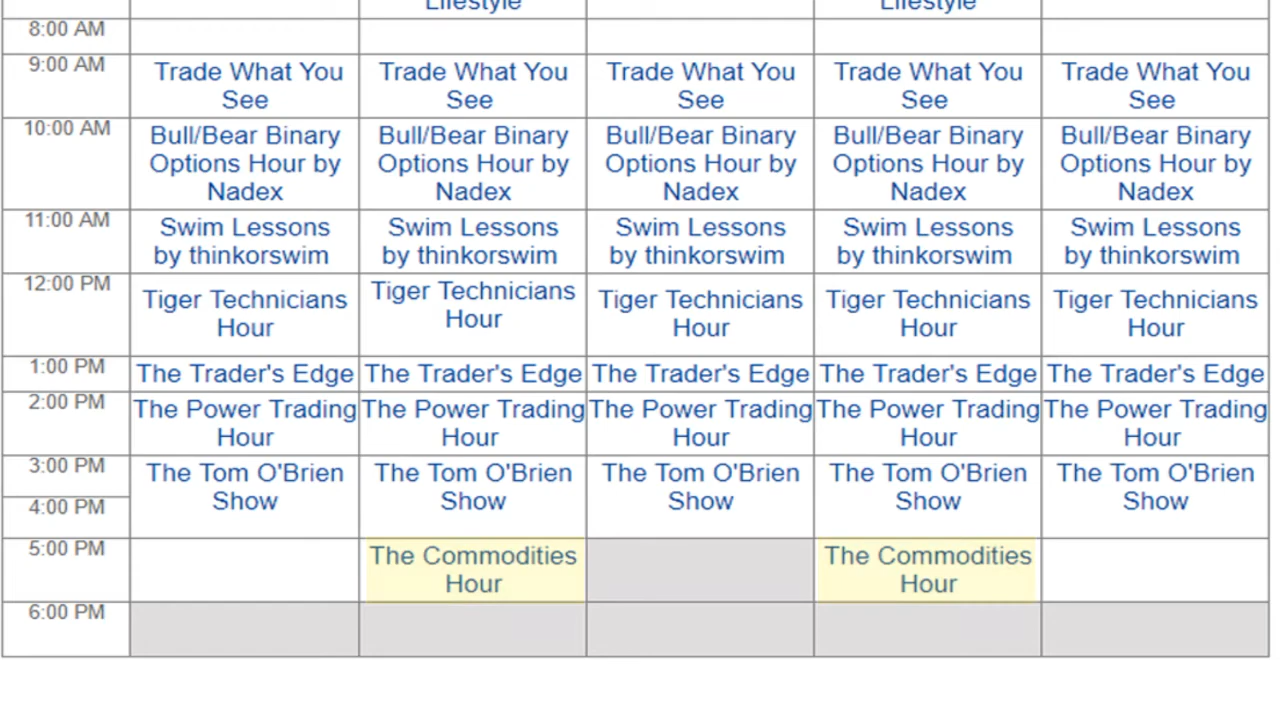 Lifestyle Lifestyle
8:00 AM
9:00 AM Trade What You Trade What You Trade What You Trade What You Trade What You
See See See See See
10:00 AM Bull/Bear Binary Bull/Bear Binary Bull/Bear Binary Bull/Bear Binary Bull/Bear Binary
Options Hour by Options Hour by Options Hour by Options Hour by Options Hour by
Nadex Nadex Nadex Nadex Nadex
11:00 AM Swim Lessons Swim Lessons Swim Lessons Swim Lessons Swim Lessons
by thinkorswim by thinkorswim by thinkorswim by thinkorswim by thinkorswim
12:00 PM Tiger Technicians Tiger Technicians Tiger Technicians Tiger Technicians Tiger Technicians
Hour Hour Hour Hour Hour
1:00 PM The Trader's Edge The Trader's Edge The Trader's Edge The Trader's Edge The Trader's Edge
2:00 PM The Power Trading The Power Trading The Power Trading The Power Trading The Power Trading
Hour Hour Hour Hour Hour
3:00 PM The Tom O'Brien The Tom O'Brien The Tom O'Brien The Tom O'Brien The Tom O'Brien
4:00 PM Show Show Show Show Show
5:00 PM The Commodities The Commodities
Hour Hour
6:00 PM